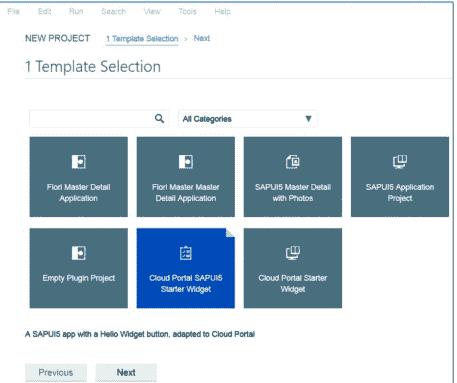 File Edit Run Search View Tools Help
NEW PROJECT 1 Template Selection > Next
1 Template Selection
All Categories
Fiori Master Detail
Application
Fiori Master Master
Detail Application
SAPUI5 Master Detail
with Photos
SAPUI5 Application
Project
Empty Plugin Project
Cloud Portal SAPUI5
Starter Widget
Cloud Portal Starter
Widget
A SAPUI5 app with a Hello Widget button, adapted to Cloud Portal
Previous Next